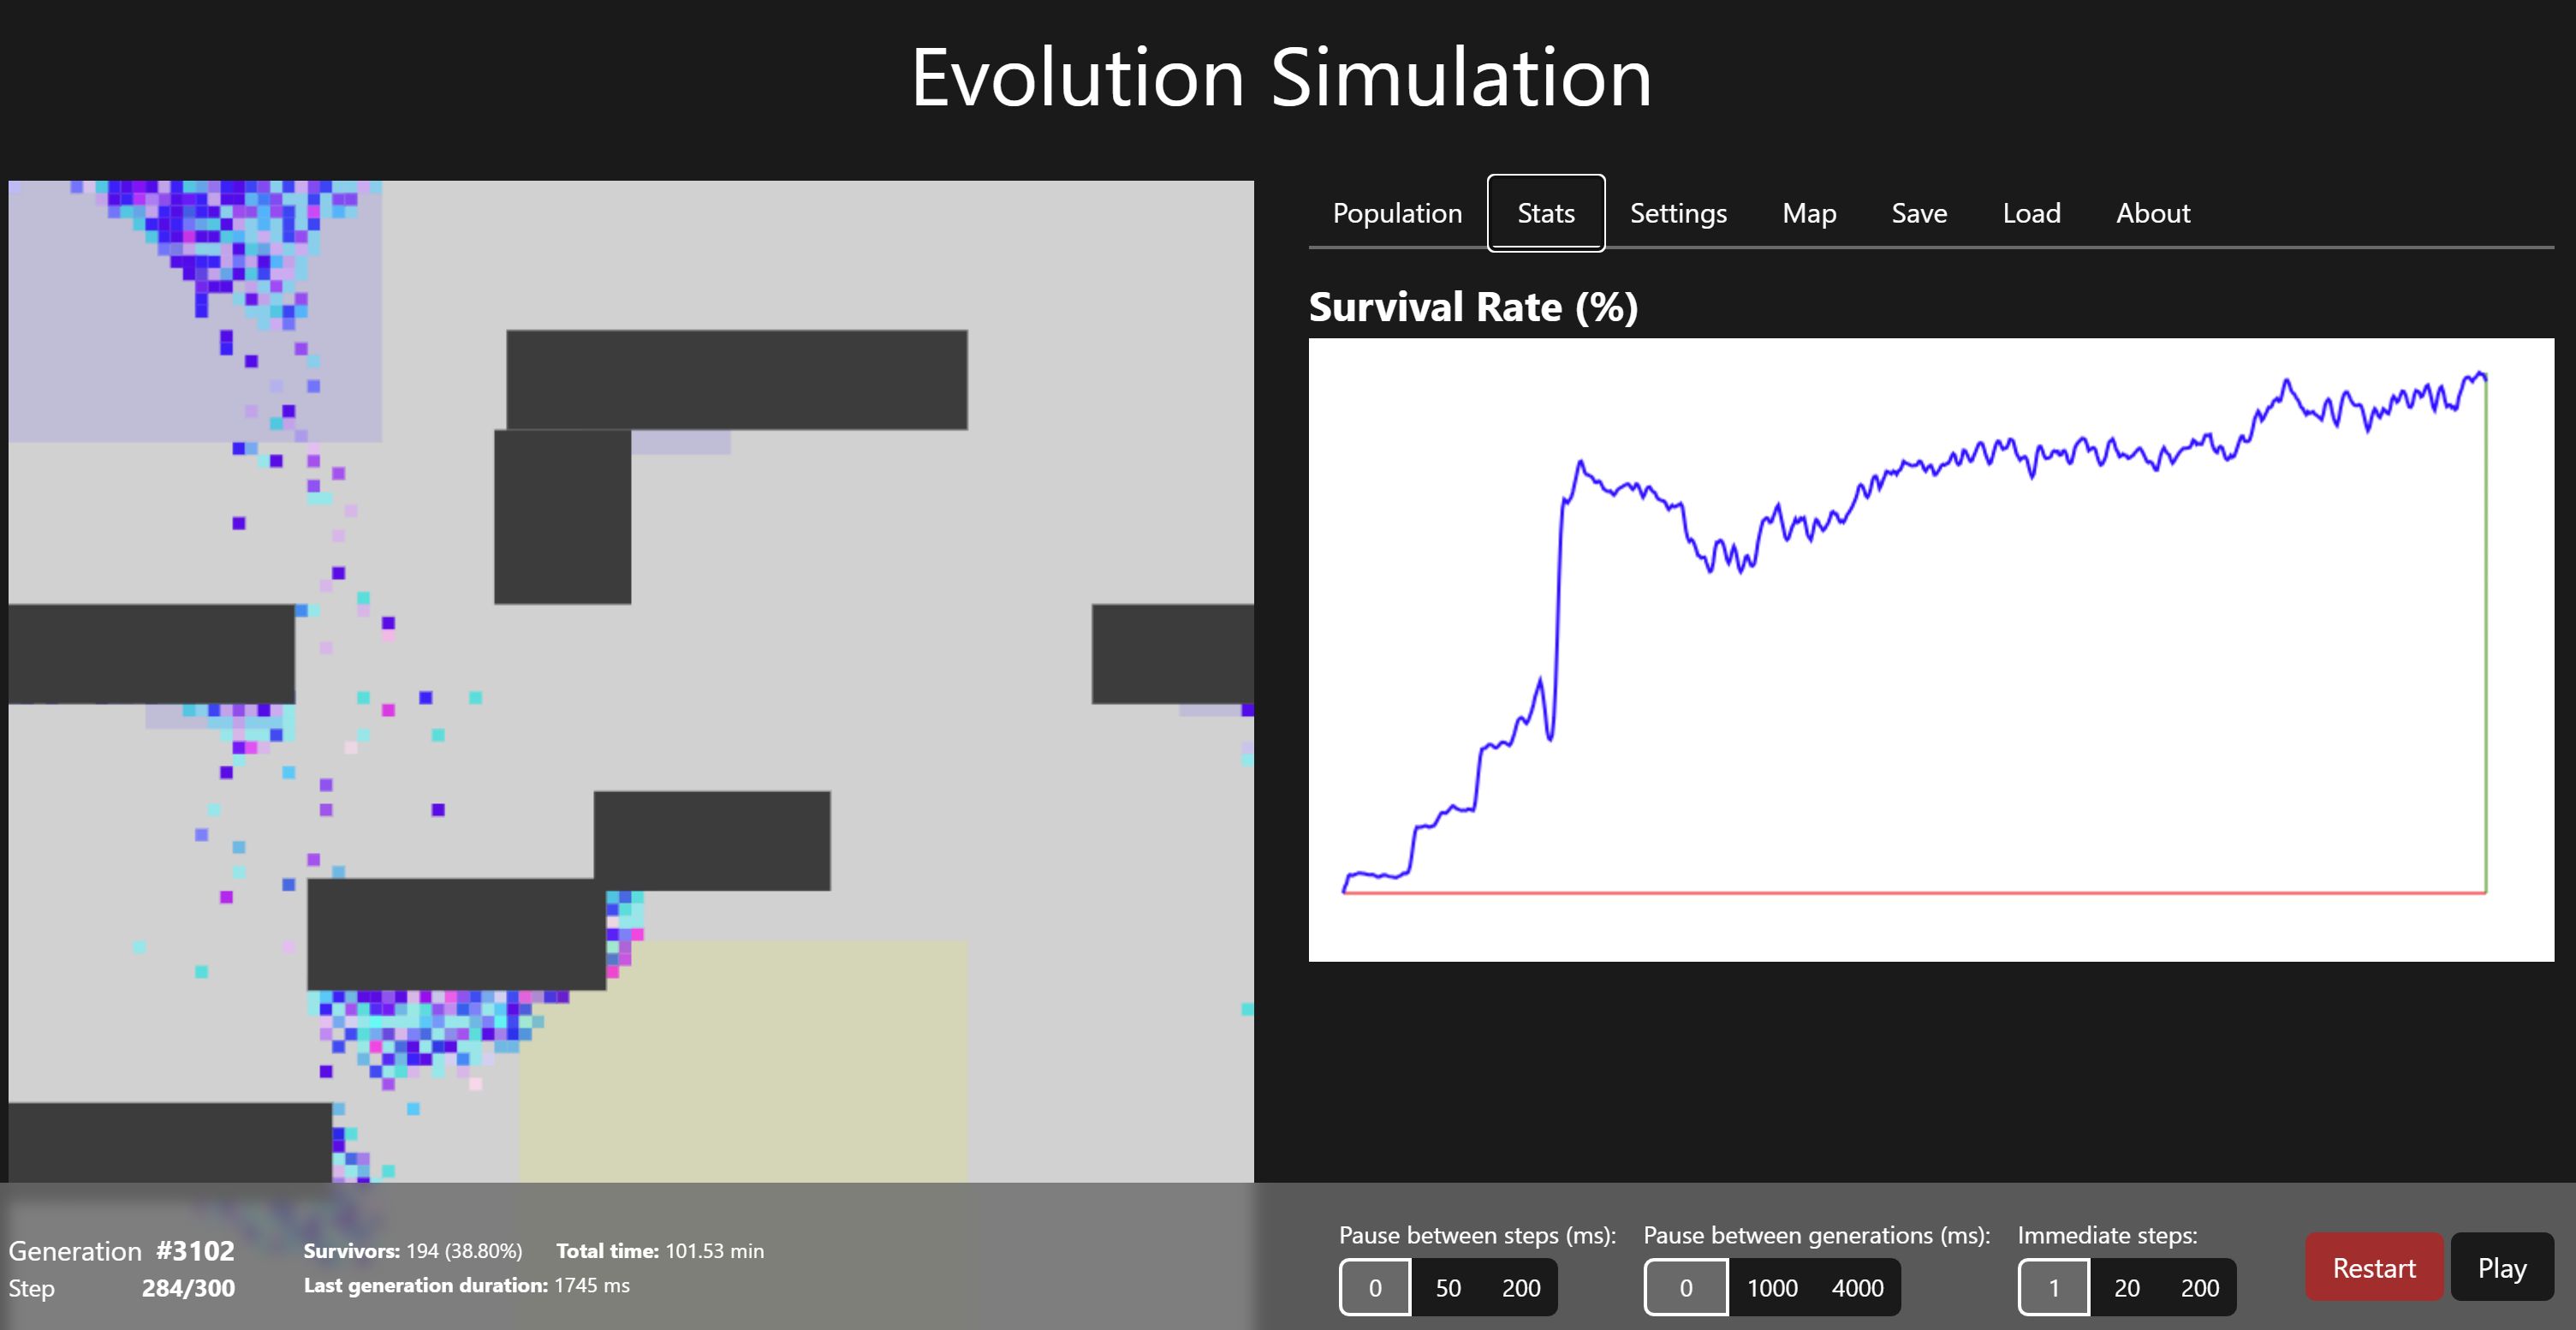 Evolution Simulation
Population Stats Settings Map Save Load About
Survival Rate (%)
Generation #3102
Step 284/300
Survivors: 194 (38.80%) Total time: 101.53 min
Last generation duration: 1745 ms
Pause between steps (ms):
0 50 200
Pause between generations (ms):
0 1000 4000
Immediate steps:
1 20 200
Restart Play